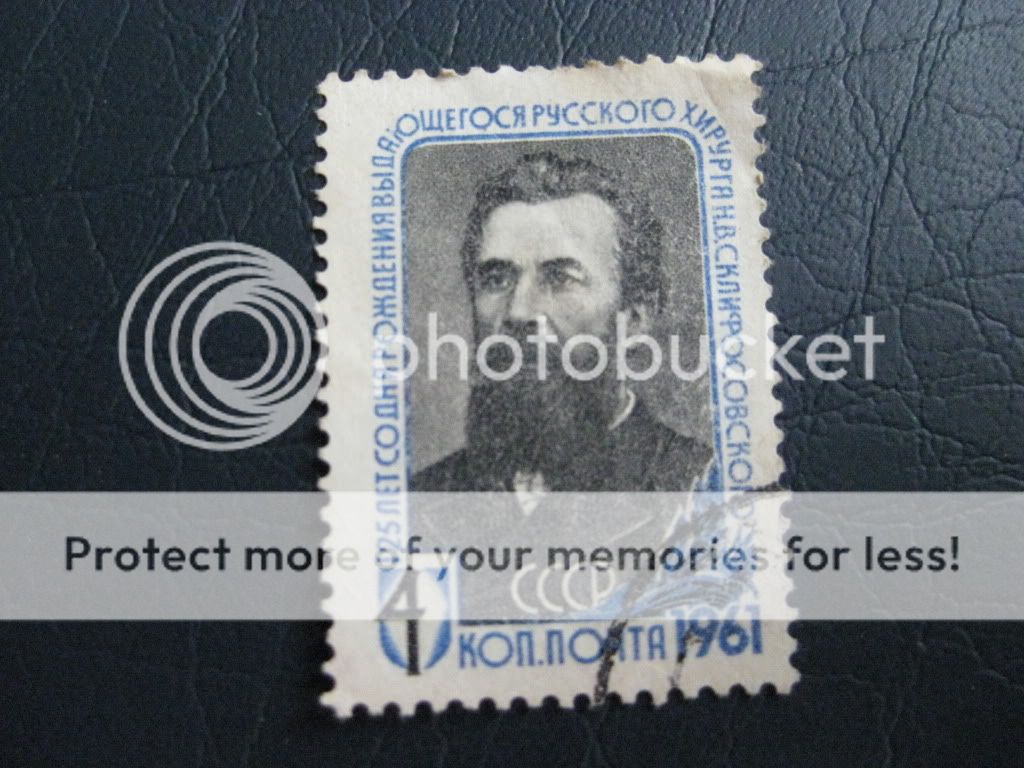 125 ЛЕТ СО ДНЯ РОЖДЕНИЯ ВЫДАЮЩЕГОСЯ РУССКОГО ХИРУРГА Н.В.СКЛИФОСОВСКОГО
photobucket
Protect more of your memories for less!
СССР
4
КОП. ПОЧТА 1961